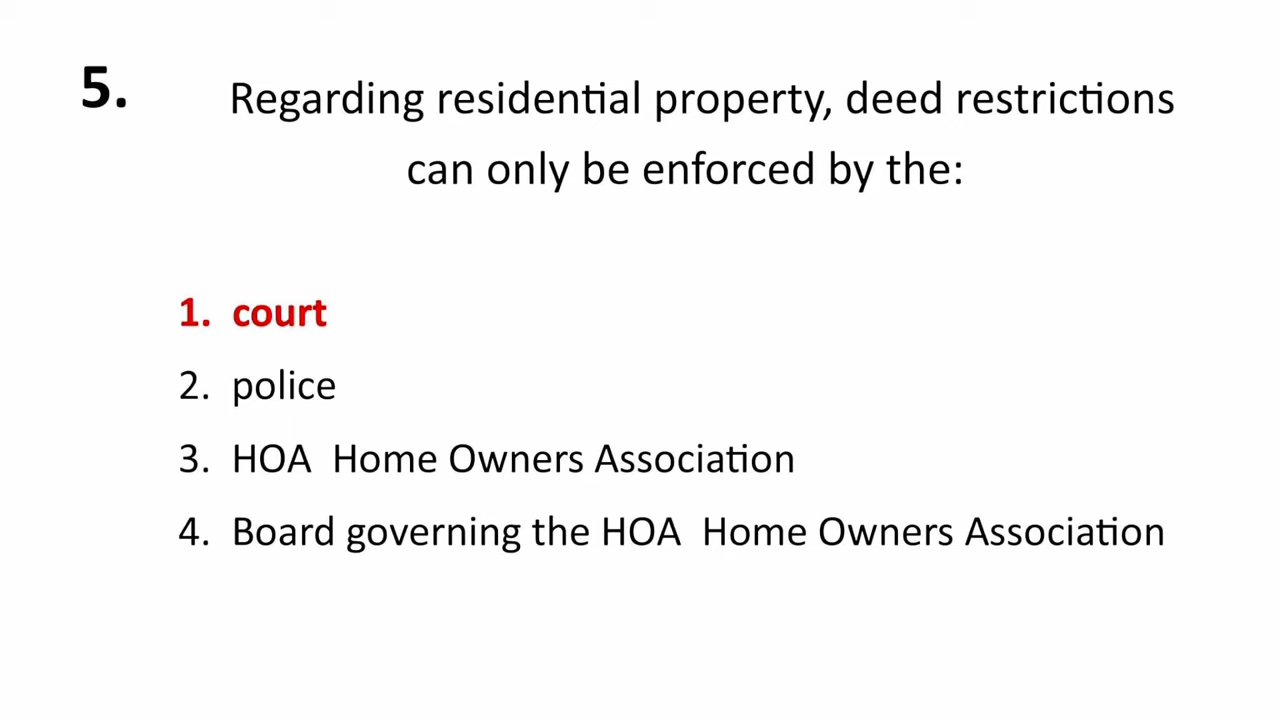 5.
Regarding residential property, deed restrictions
can only be enforced by the:
1. court
2. police
3. HOA Home Owners Association
4. Board governing the HOA Home Owners Association